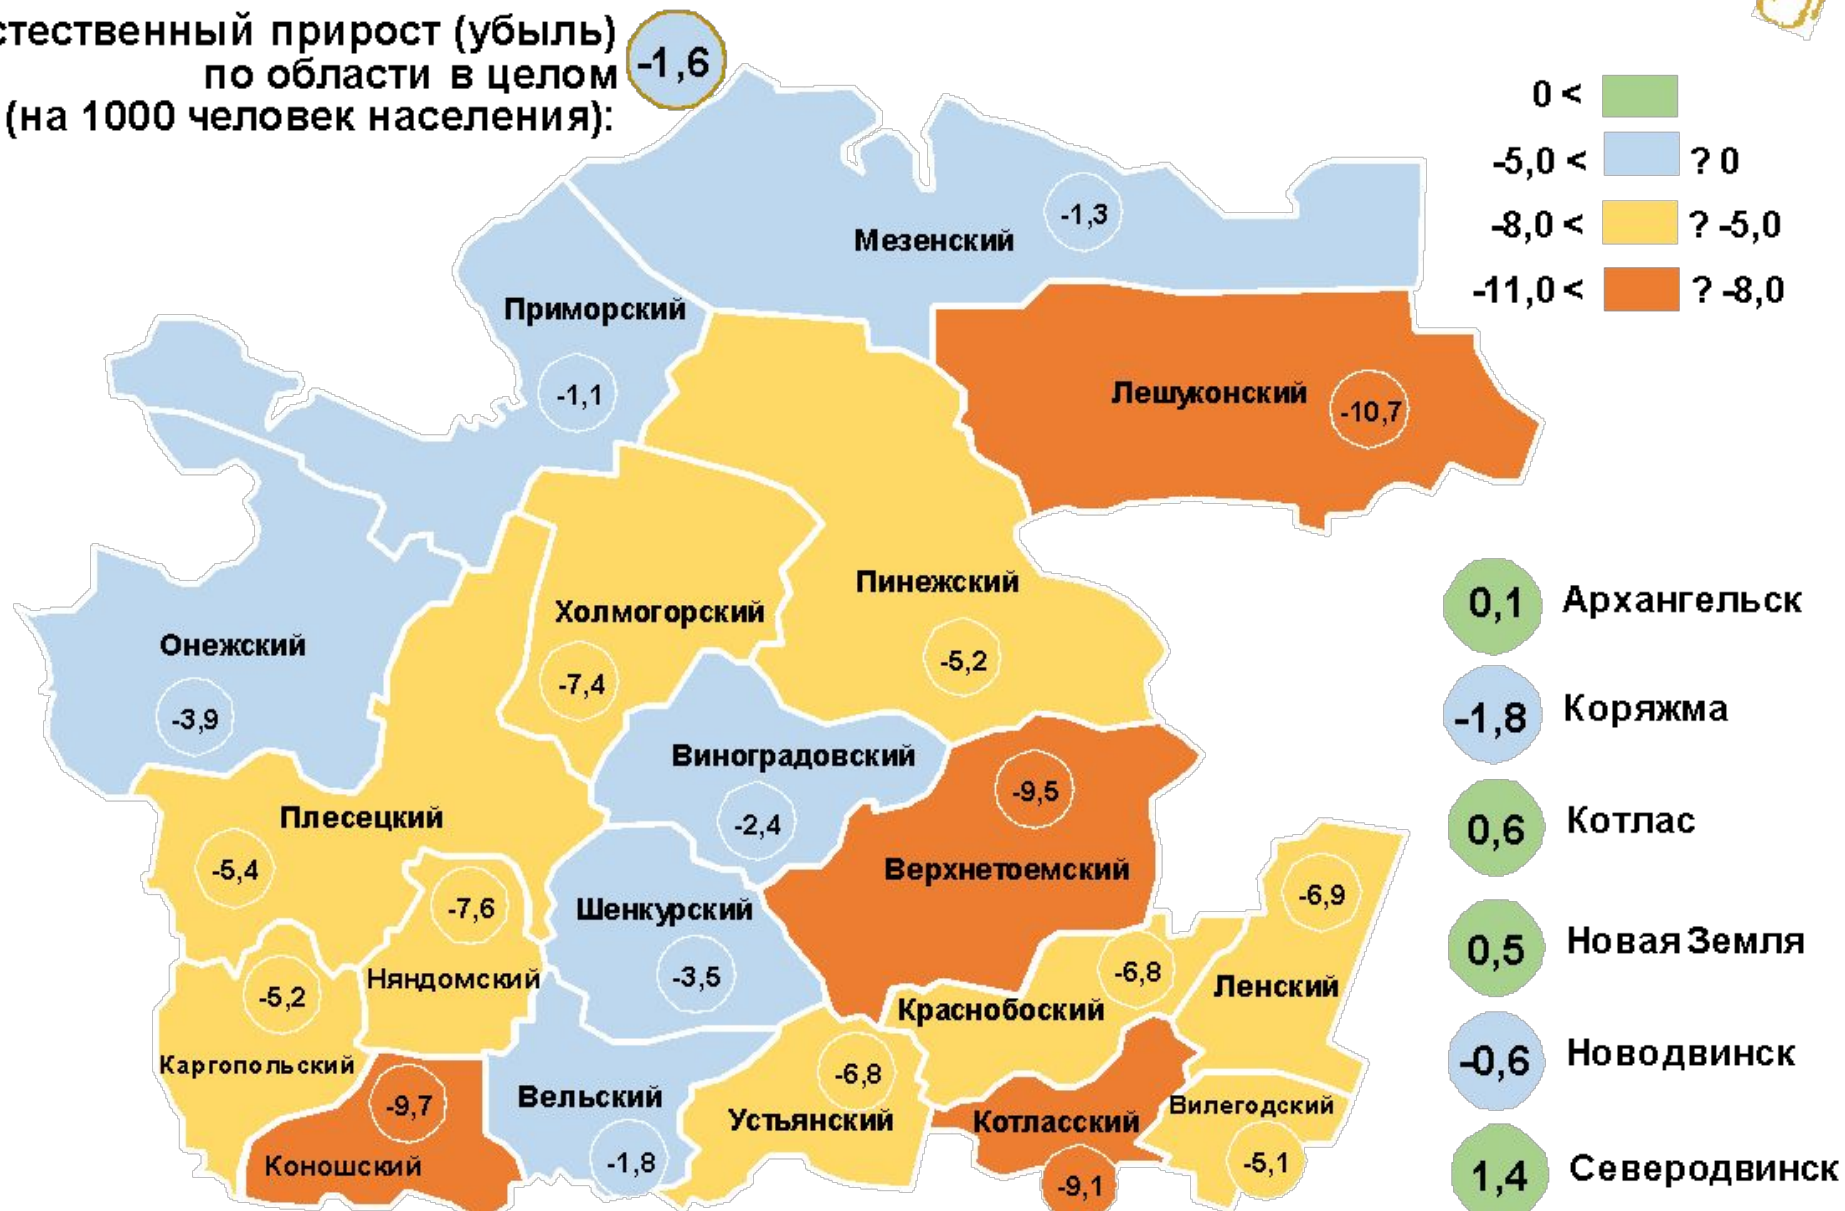 стественный прирост (убыль)
по области в целом
(на 1000 человек населения):
-1,6
0 <
-5,0 < ? 0
-8,0 < ? -5,0
-11,0 < ? -8,0
Мезенский
-1,3
Приморский
-1,1
Лешуконский
-10,7
Пинежский
-5,2
Холмогорский
-7,4
Онежский
-3,9
Виноградовский
-2,4
Плесецкий
-5,4
Верхнетоемский
-9,5
Шенкурский
-3,5
Няндомский
-7,6
Каргопольский
-5,2
Коношский
-9,7
Вельский
-1,8
Устьянский
-6,8
Краснобоский
-6,8
Ленский
-6,9
Котласский
-9,1
Вилегодский
-5,1
0,1 Архангельск
-1,8 Коряжма
0,6 Котлас
0,5 Новая Земля
-0,6 Новодвинск
1,4 Северодвинск